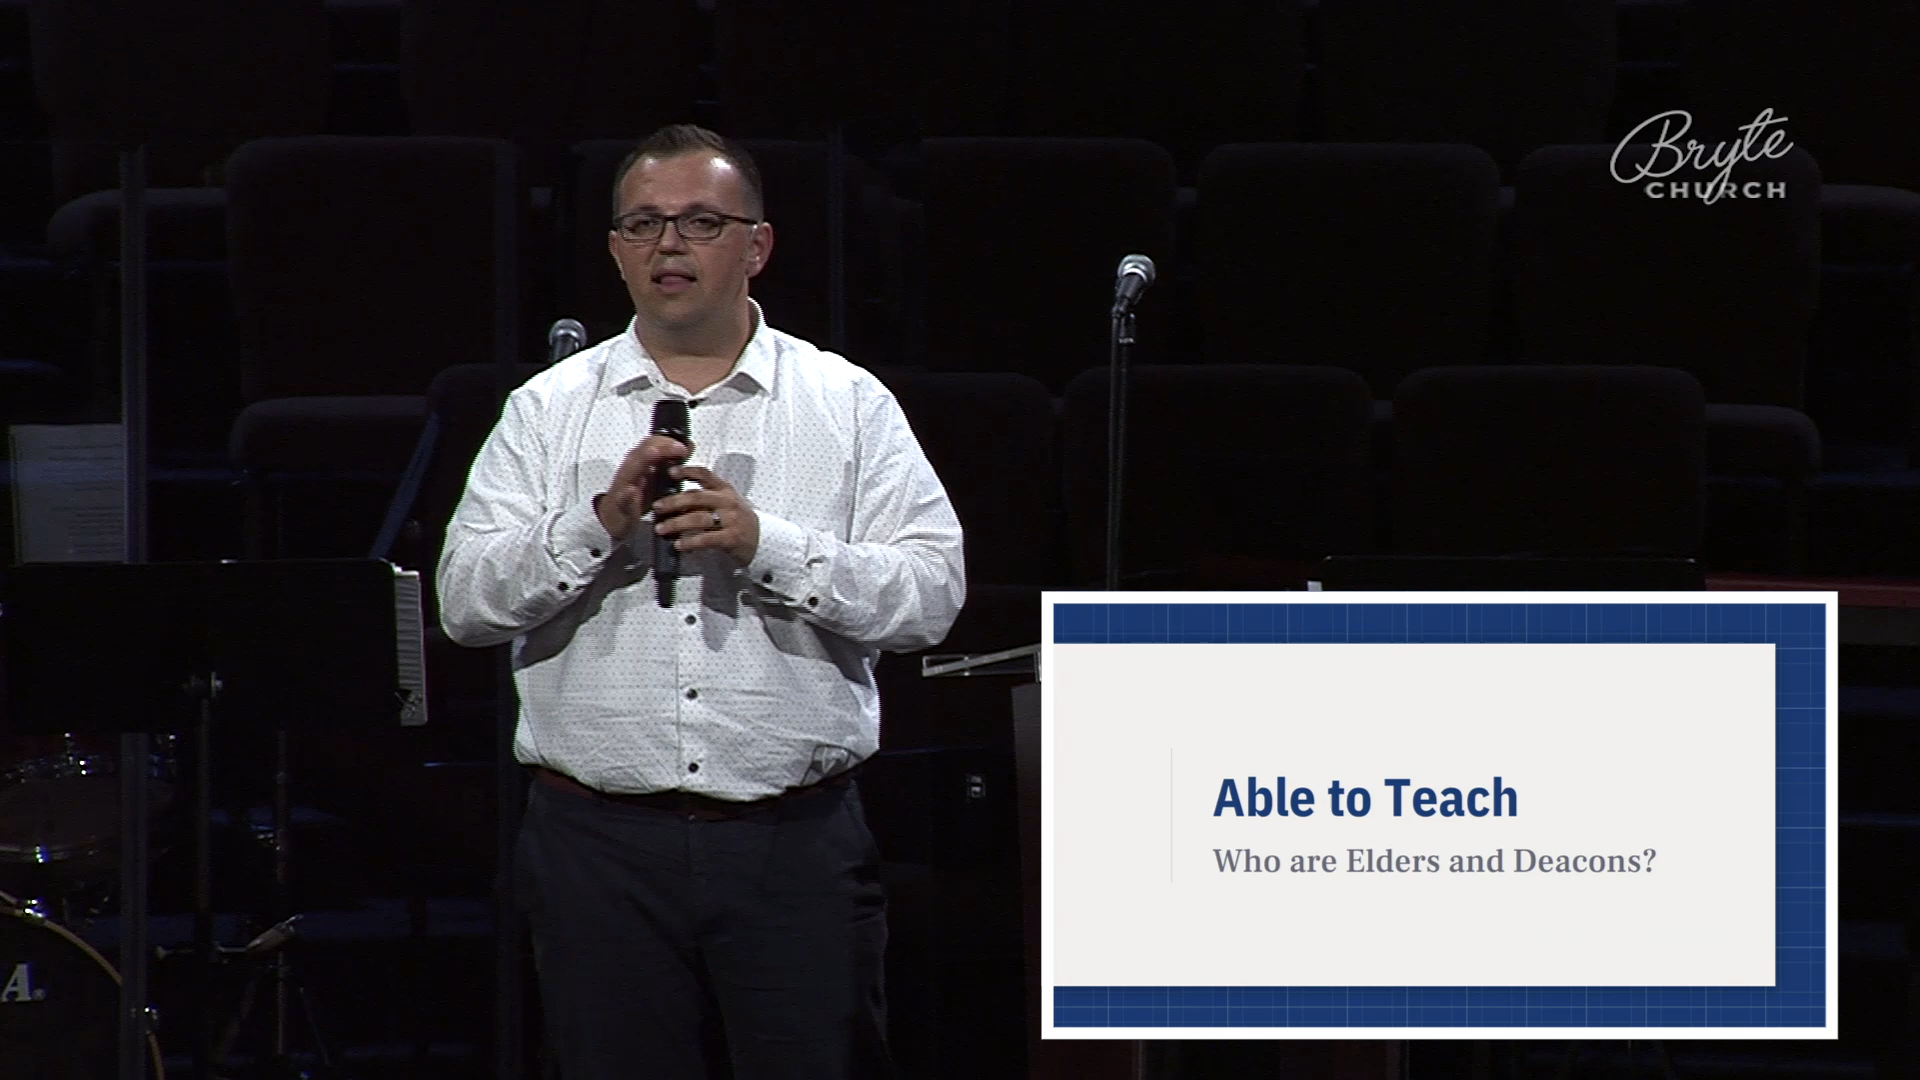 Bryte
CHURCH
Able to Teach
Who are Elders and Deacons?
A.